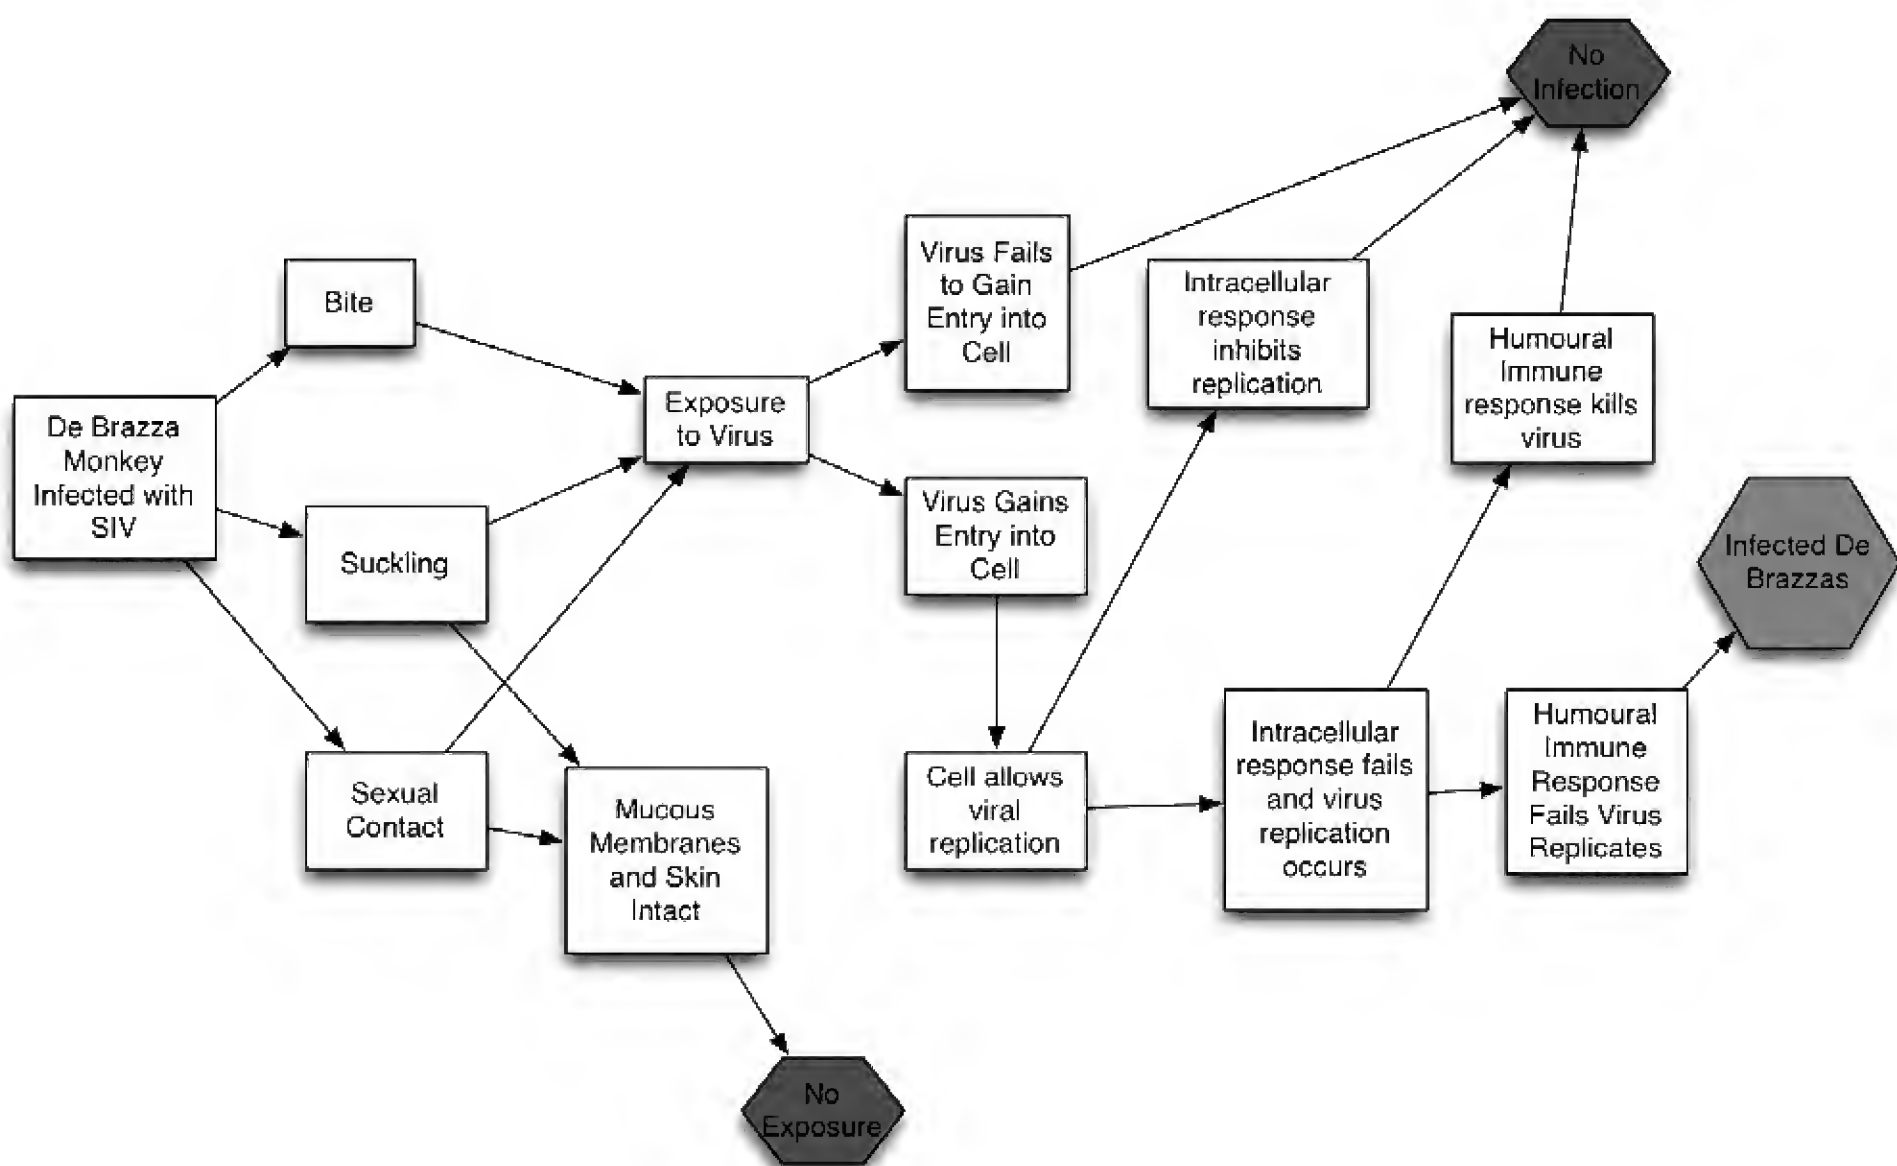 No
Infection
Bite
Virus Fails
to Gain
Entry into
Cell
Intracellular
response
inhibits
replication
Humoural
Immune
response kills
virus
De Brazza
Monkey
Infected with
SIV
Exposure
to Virus
Suckling
Virus Gains
Entry into
Cell
Infected De
Brazzas
Sexual
Contact
Mucous
Membranes
and Skin
Intact
Cell allows
viral
replication
Intracellular
response fails
and virus
replication
occurs
Humoural
Immune
Response
Fails Virus
Replicates
No
Exposure